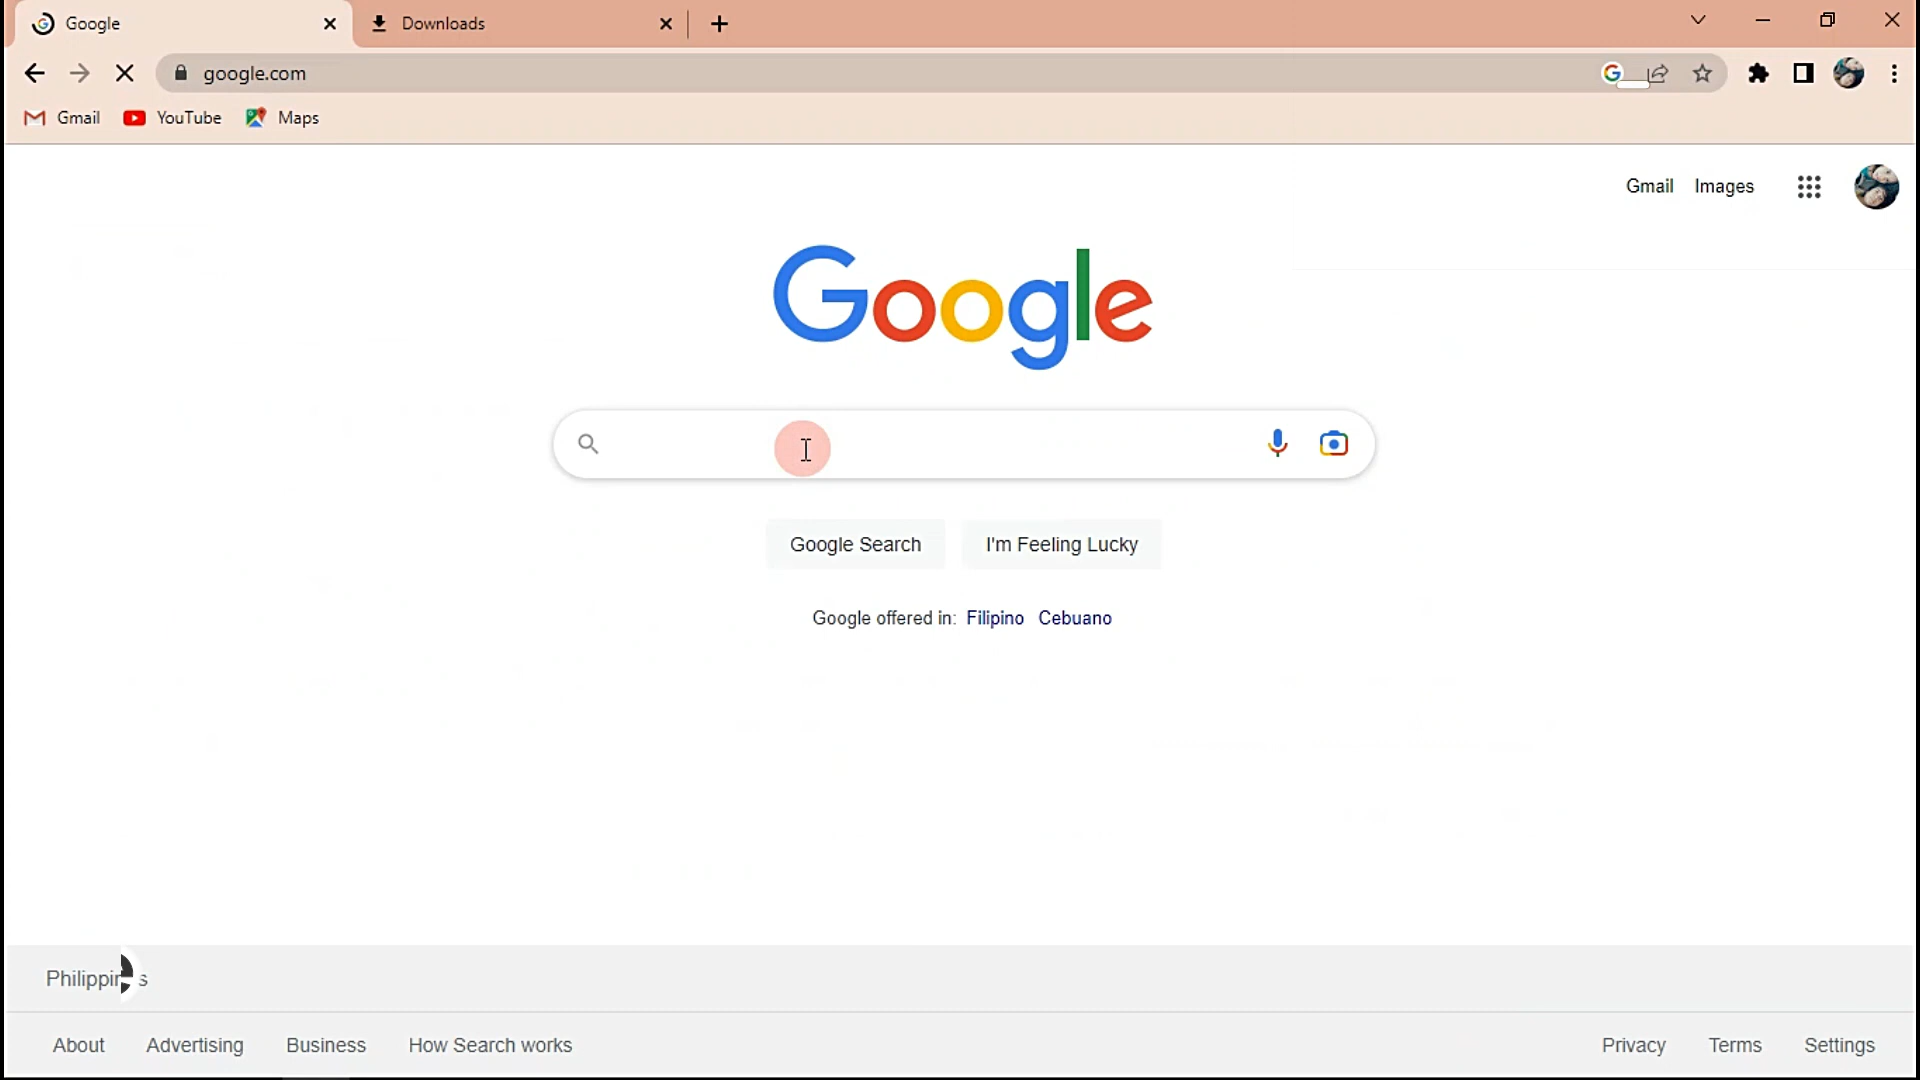 Google
Downloads
google.com
Gmail
YouTube
Maps
Gmail
Images
Google
Google Search
I'm Feeling Lucky
Google offered in: Filipino Cebuano
About
Advertising
Business
How Search works
Privacy
Terms
Settings